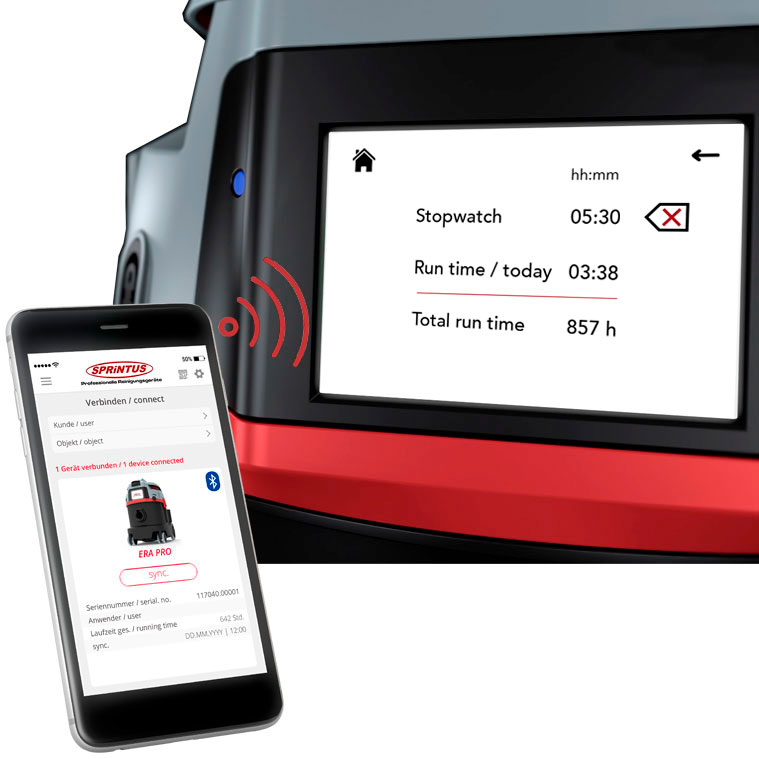 hh:mm
Stopwatch 05:30
Run time / today 03:38
Total run time 857 h
50%
SPRiNTUS
Professionelle Reinigungsgeräte
Verbinden / connect
Kunde / user
Objekt / object
1 Gerät verbunden / 1 device connected
ERA PRO
sync.
Seriennummer / serial. no. 117040.00001
Anwender / user
Laufzeit ges. / running time 642 Std.
sync. DD.MM.YYYY | 12:00